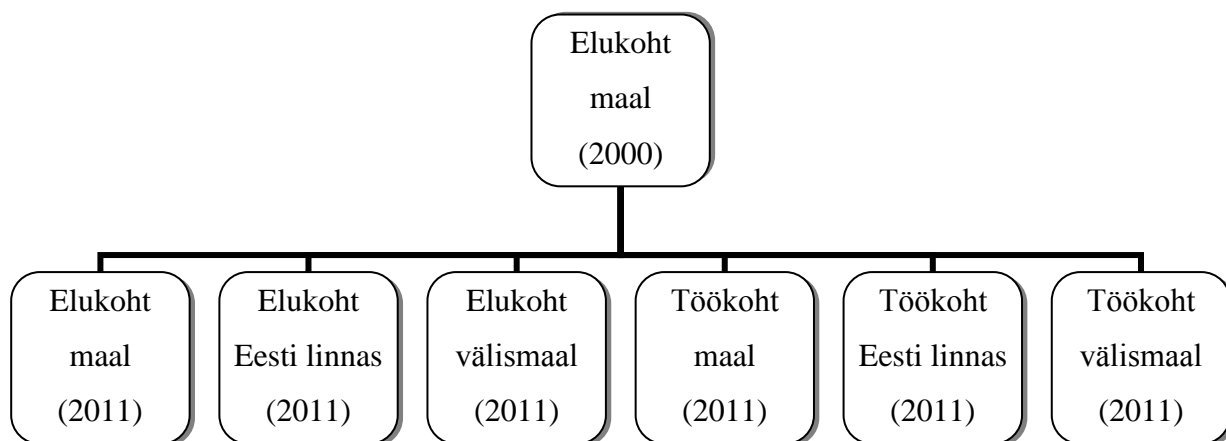 Elukoht
maal
(2000)
Elukoht
maal
(2011)
Elukoht
Eesti linnas
(2011)
Elukoht
välismaal
(2011)
Töökoht
maal
(2011)
Töökoht
Eesti linnas
(2011)
Töökoht
välismaal
(2011)